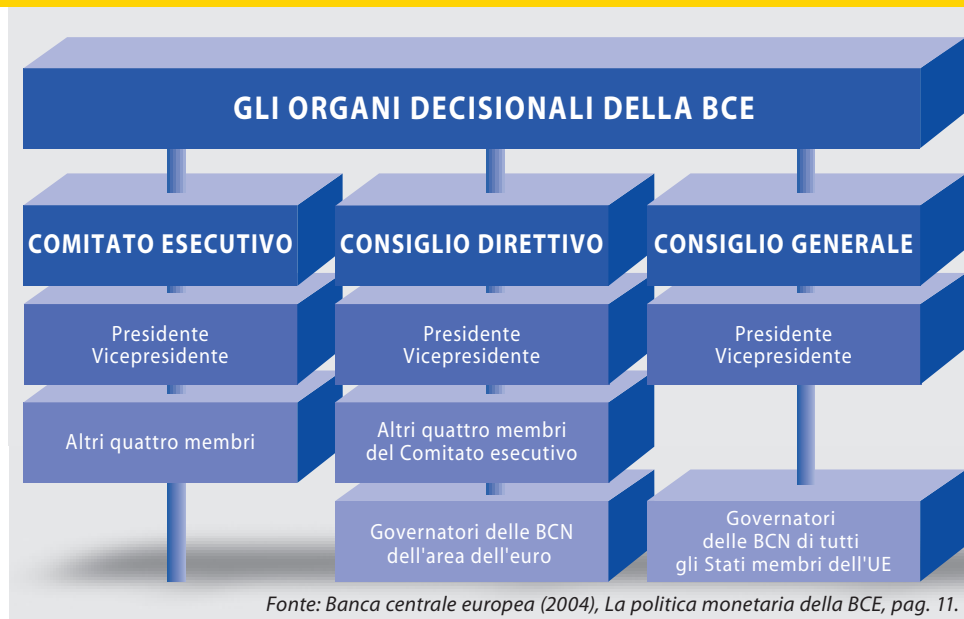 GLI ORGANI DECISIONALI DELLA BCE
COMITATO ESECUTIVO
Presidente
Vicepresidente
Altri quattro membri
CONSIGLIO DIRETTIVO
Presidente
Vicepresidente
Altri quattro membri
del Comitato esecutivo
Governatori delle BCN
dell'area dell'euro
CONSIGLIO GENERALE
Presidente
Vicepresidente
Governatori
delle BCN di tutti
gli Stati membri dell'UE
Fonte: Banca centrale europea (2004), La politica monetaria della BCE, pag. 11.